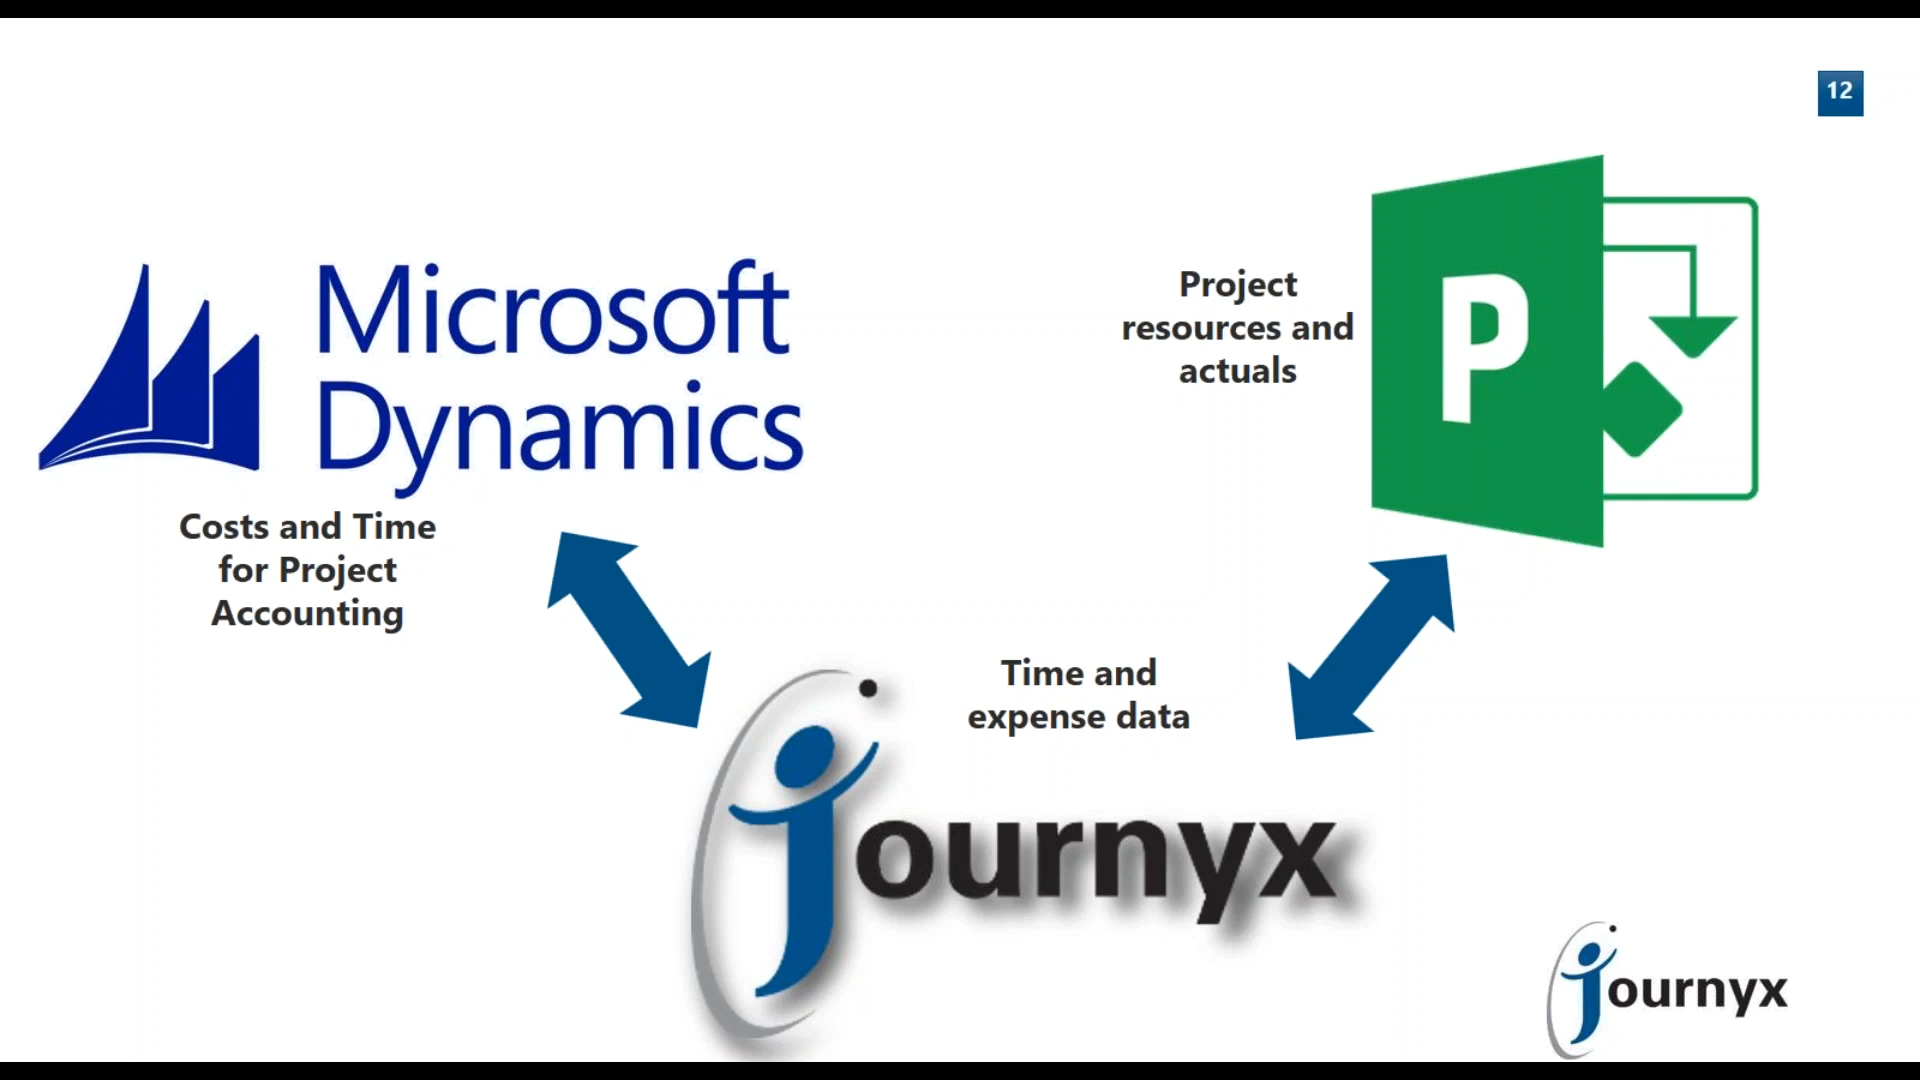 12
Microsoft
Dynamics
Project
resources and
actuals
P
Costs and Time
for Project
Accounting
Time and
expense data
journyx
journyx